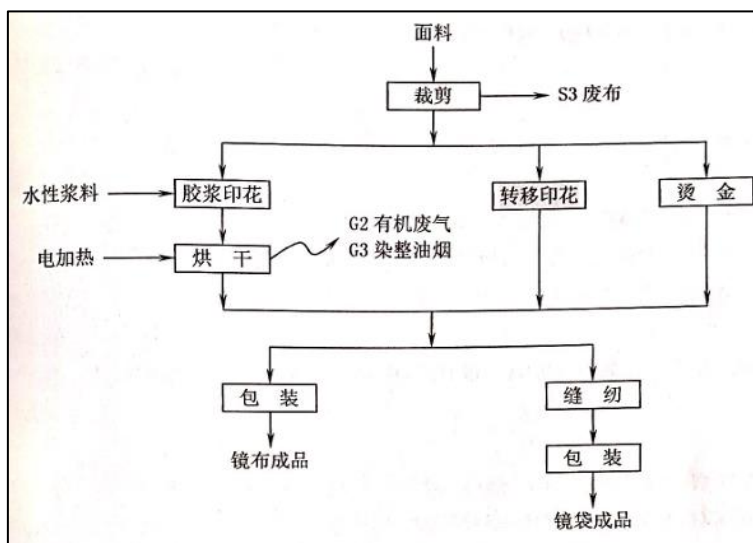 面料
裁剪
S3 废布
水性浆料
胶浆印花
转移印花
烫 金
G2 有机废气
G3 染整油烟
电加热
烘 干
包 装
缝 纫
镜布成品
包 装
镜袋成品